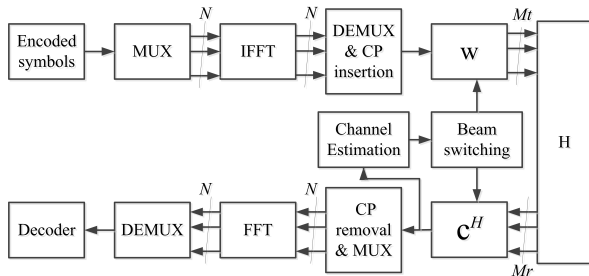 N
N
Mt
Encoded
symbols
MUX
IFFT
DEMUX
& CP
insertion
w
H
Channel
Estimation
Beam
switching
N
N
Decoder
DEMUX
FFT
CP
removal
& MUX
c^H
Mr